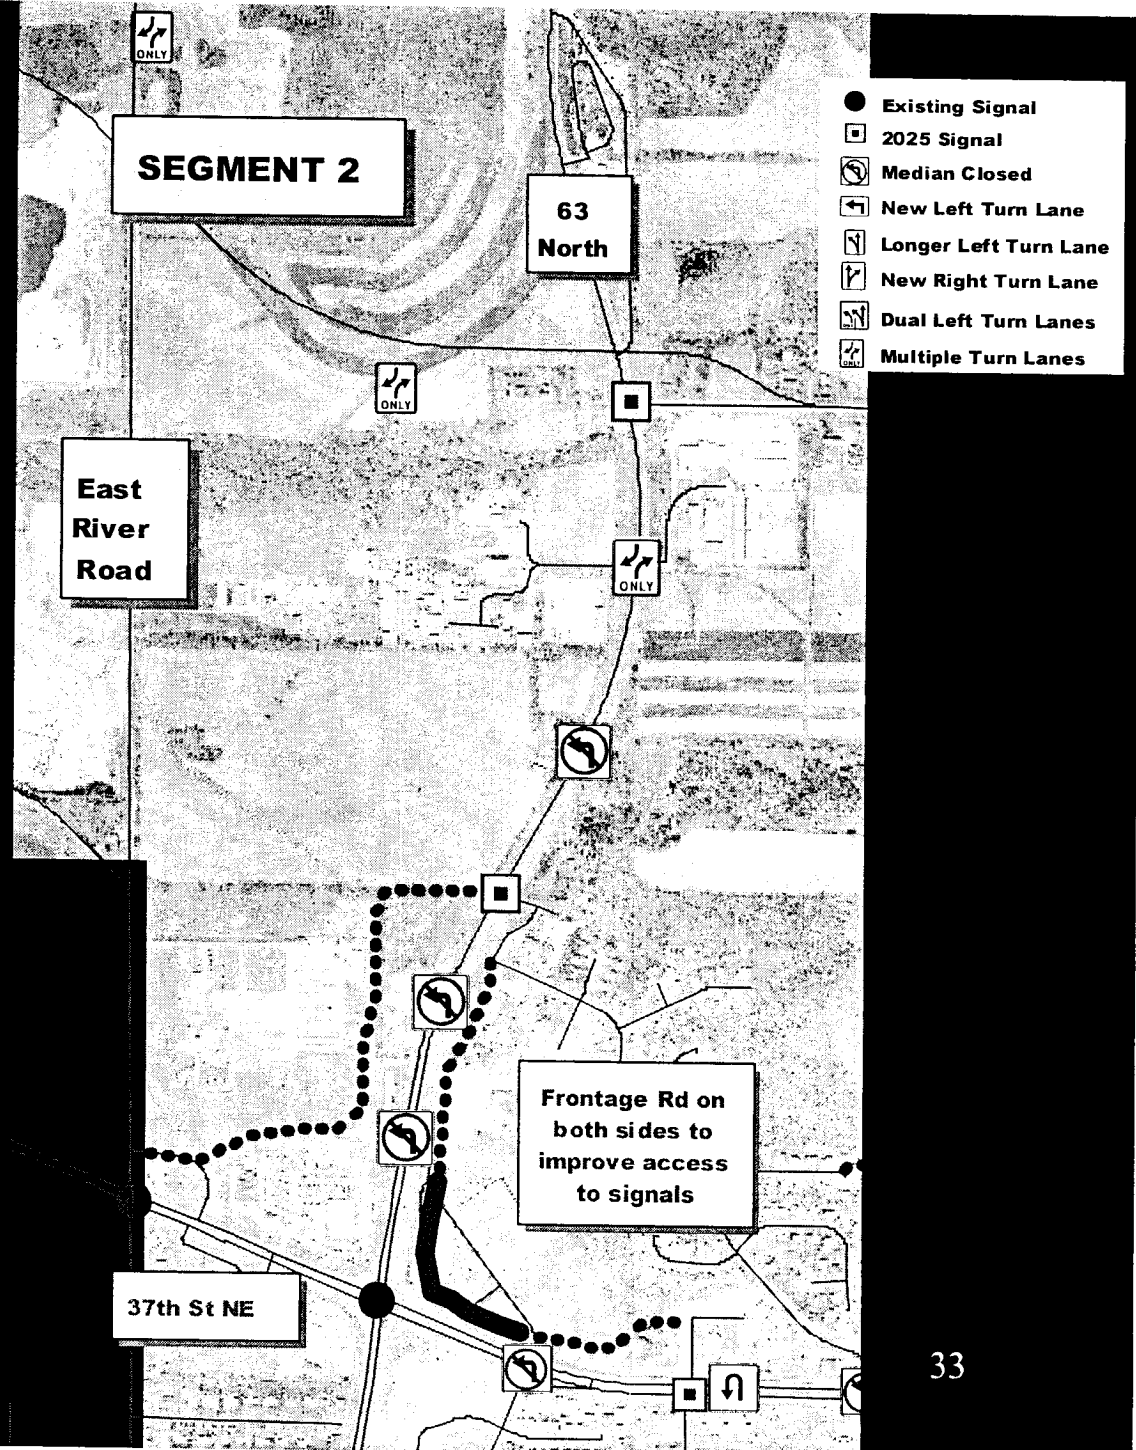 ONLY
SEGMENT 2
63
North
Existing Signal
2025 Signal
Median Closed
New Left Turn Lane
Longer Left Turn Lane
New Right Turn Lane
Dual Left Turn Lanes
Multiple Turn Lanes
ONLY
East
River
Road
ONLY
Frontage Rd on
both sides to
improve access
to signals
37th St NE
33